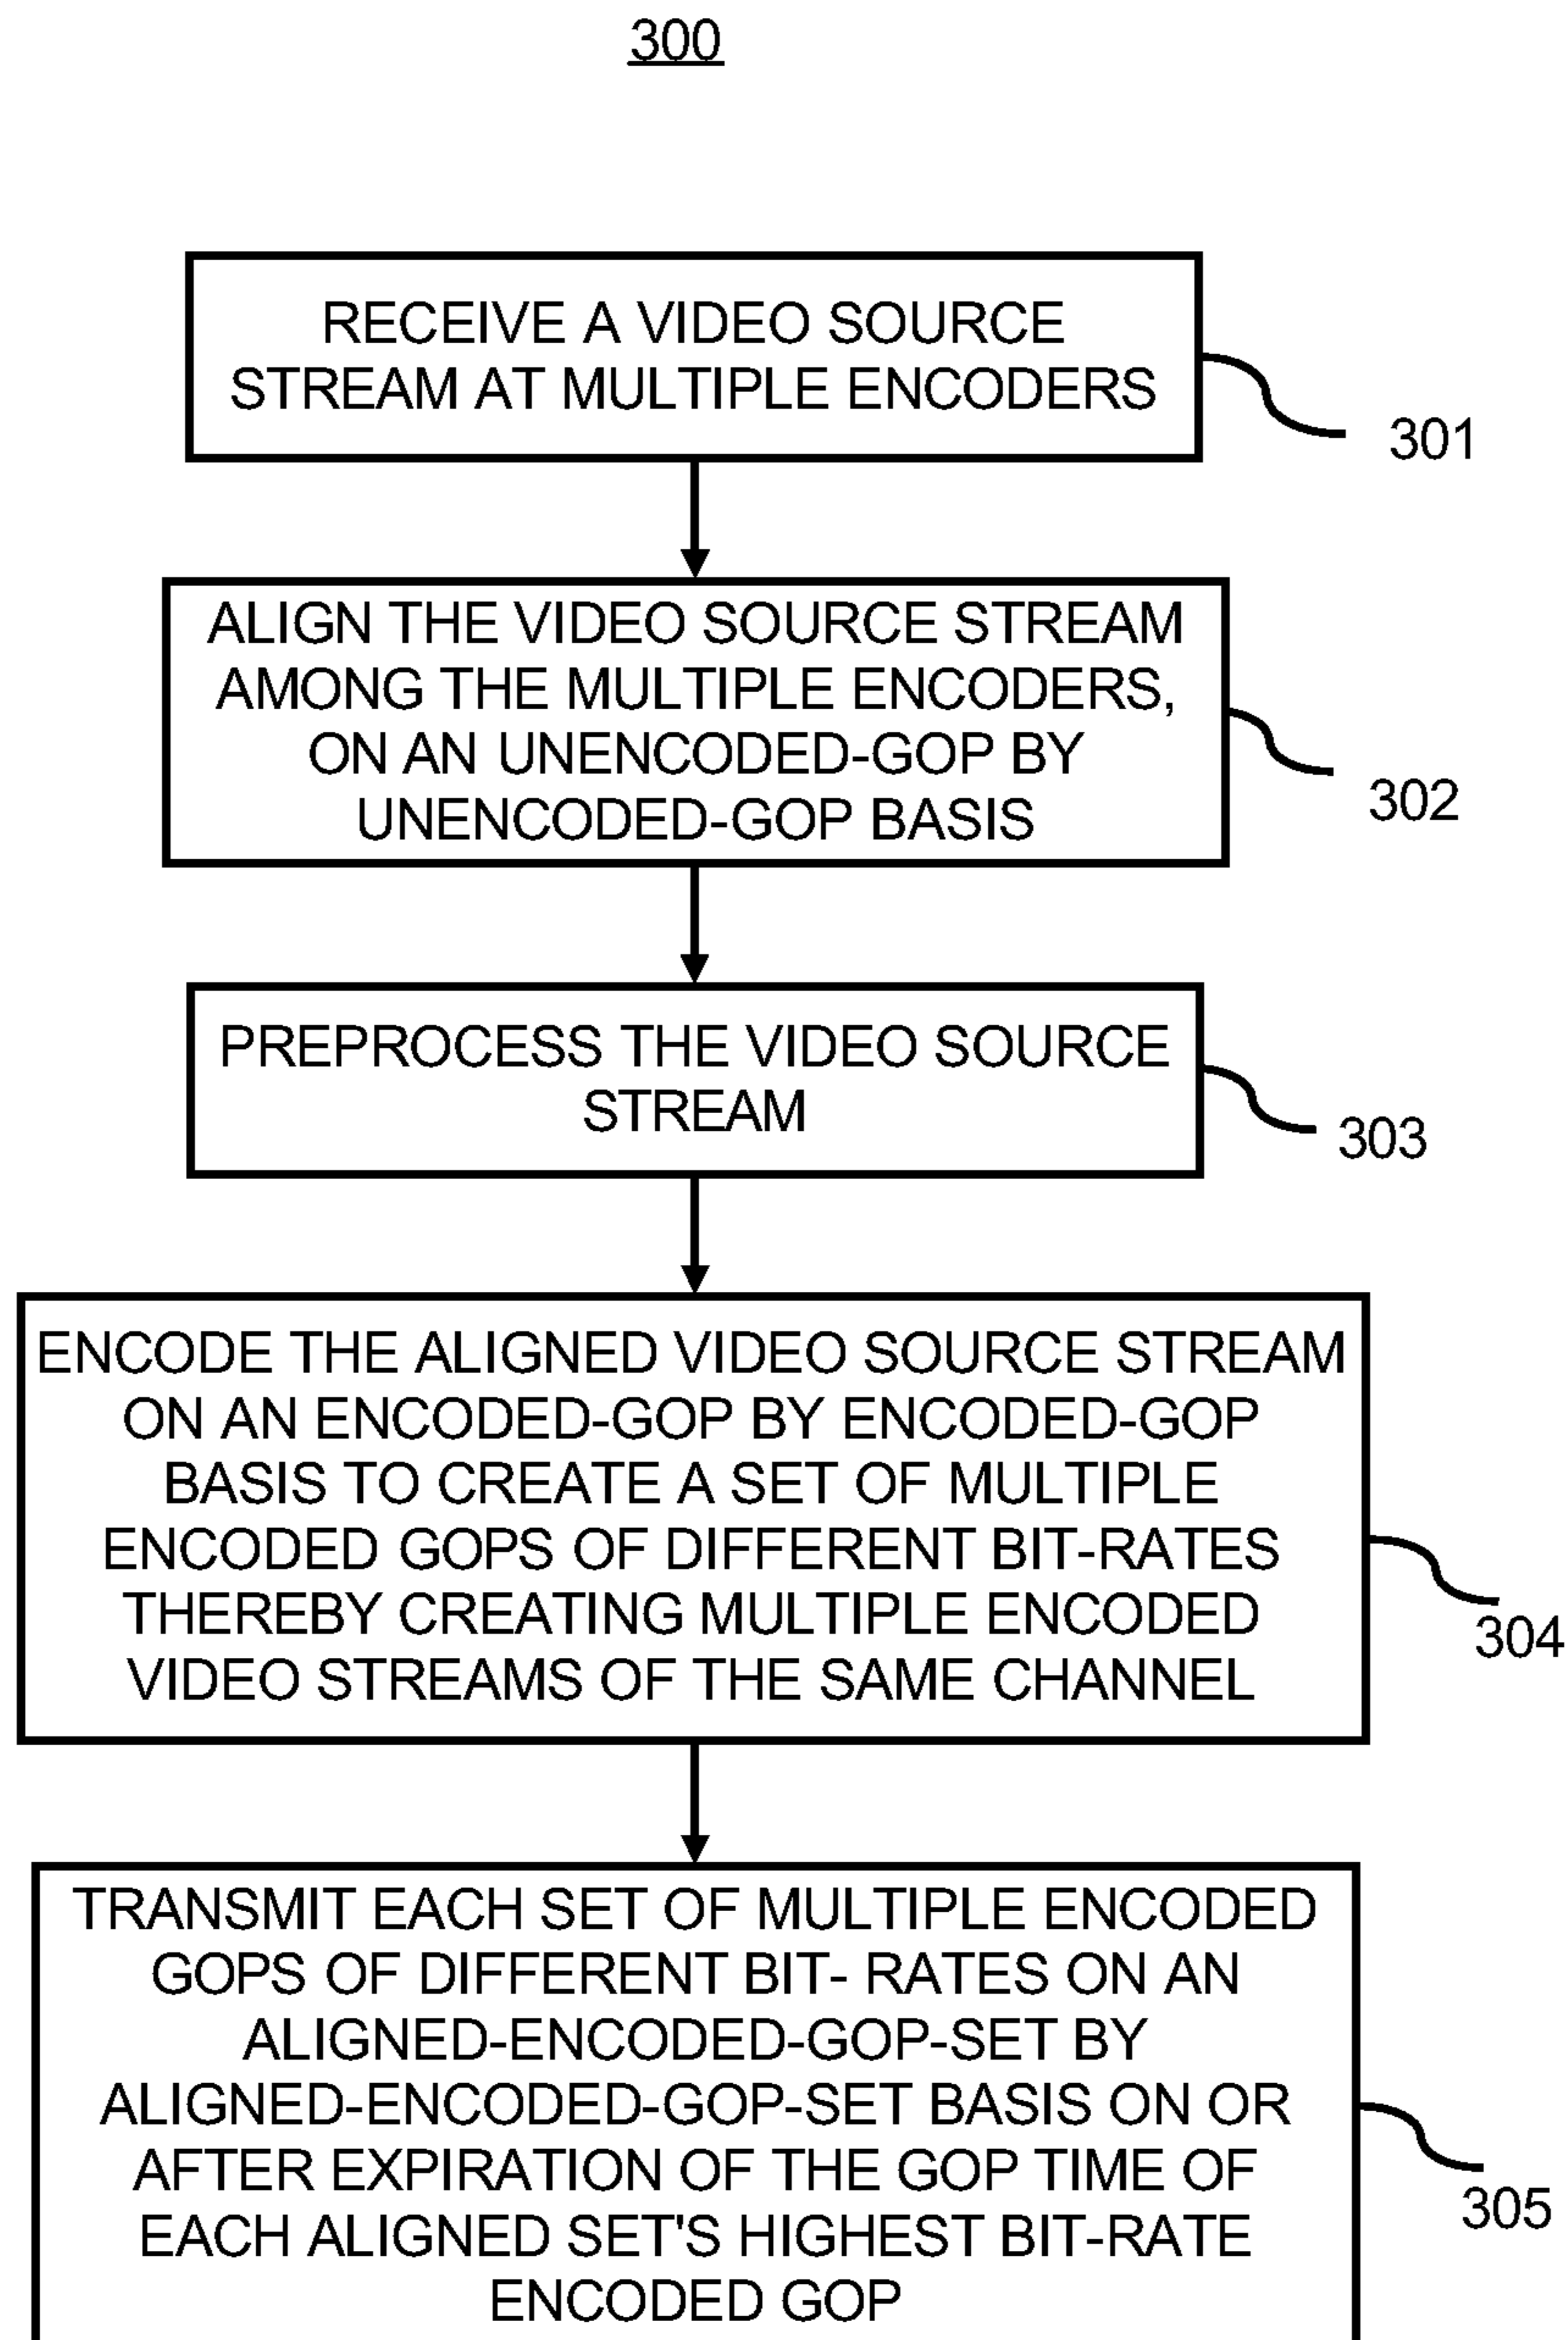 300
RECEIVE A VIDEO SOURCE
STREAM AT MULTIPLE ENCODERS
301
ALIGN THE VIDEO SOURCE STREAM
AMONG THE MULTIPLE ENCODERS,
ON AN UNENCODED-GOP BY
UNENCODED-GOP BASIS
302
PREPROCESS THE VIDEO SOURCE
STREAM
303
ENCODE THE ALIGNED VIDEO SOURCE STREAM
ON AN ENCODED-GOP BY ENCODED-GOP
BASIS TO CREATE A SET OF MULTIPLE
ENCODED GOPS OF DIFFERENT BIT-RATES
THEREBY CREATING MULTIPLE ENCODED
VIDEO STREAMS OF THE SAME CHANNEL
304
TRANSMIT EACH SET OF MULTIPLE ENCODED
GOPS OF DIFFERENT BIT- RATES ON AN
ALIGNED-ENCODED-GOP-SET BY
ALIGNED-ENCODED-GOP-SET BASIS ON OR
AFTER EXPIRATION OF THE GOP TIME OF
EACH ALIGNED SET'S HIGHEST BIT-RATE
ENCODED GOP
305